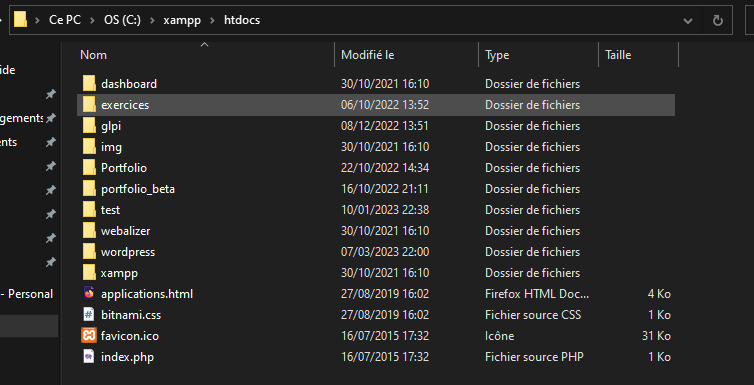 Ce PC > OS (C:) > xampp > htdocs
Nom Modifié le Type Taille
dashboard 30/10/2021 16:10 Dossier de fichiers
exercices 06/10/2022 13:52 Dossier de fichiers
glpi 08/12/2022 13:51 Dossier de fichiers
img 30/10/2021 16:10 Dossier de fichiers
Portfolio 22/10/2022 14:34 Dossier de fichiers
portfolio_beta 16/10/2022 21:11 Dossier de fichiers
test 10/01/2023 22:38 Dossier de fichiers
webalizer 30/10/2021 16:10 Dossier de fichiers
wordpress 07/03/2023 22:00 Dossier de fichiers
xampp 30/10/2021 16:10 Dossier de fichiers
applications.html 27/08/2019 16:02 Firefox HTML Doc... 4 Ko
bitnami.css 27/08/2019 16:02 Fichier source CSS 1 Ko
favicon.ico 16/07/2015 17:32 Icône 31 Ko
index.php 16/07/2015 17:32 Fichier source PHP 1 Ko
ide
gements
ents
- Personal